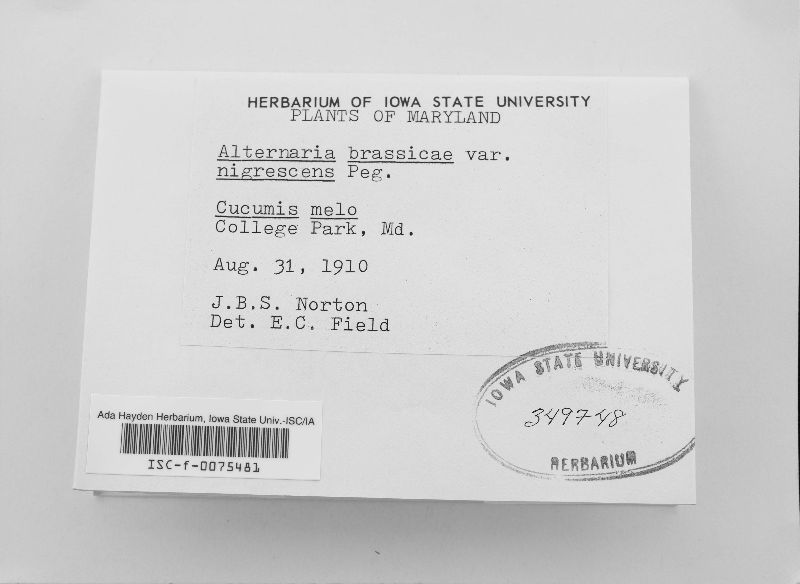 HERBARIUM OF IOWA STATE UNIVERSITY
PLANTS OF MARYLAND
Alternaria brassicae var.
nigrescens Peg.
Cucumis melo
College Park, Md.
Aug. 31, 1910
J.B.S. Norton
Det. E.C. Field
IOWA STATE UNIVERSITY
349748
HERBARIUM
Ada Hayden Herbarium, Iowa State Univ.-ISC/IA
ISC-f-0075481